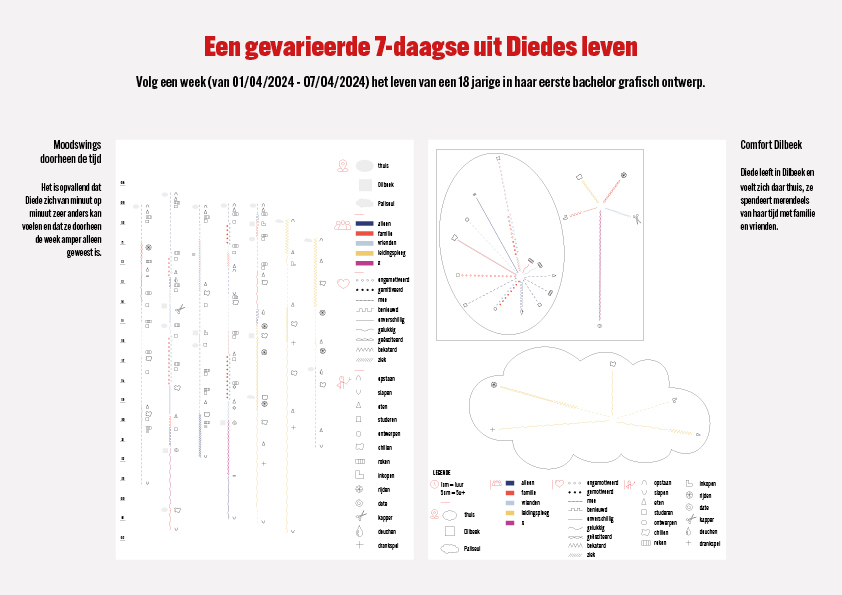 Een gevarieerde 7-daagse uit Diedes leven
Volg een week (van 01/04/2024 - 07/04/2024) het leven van een 18 jarige in haar eerste bachelor grafisch ontwerp.
Moodswings
doorheen de tijd
Het is opvallend dat
Diede zich van minuut op
minuut zeer anders kan
voelen en dat ze doorheen
de week amper alleen
geweest is.
thuis
Dilbeek
Paliseul
alleen
familie
vrienden
leidingsploeg
ongemotiveerd
gemotiveerd
moe
benieuwd
onverschillig
gelukkig
geëxciteerd
bekaterd
ziek
opstaan
slapen
eten
studeren
ontwerpen
chillen
roken
inkopen
rijden
date
kapper
douchen
drankspel
Comfort Dilbeek
Diede leeft in Dilbeek en
voelt zich daar thuis, ze
spendeert merendeels
van haar tijd met familie
en vrienden.
LEGENDE
1cm = 1uur
5cm = 5u+
thuis
Dilbeek
Paliseul
alleen
familie
vrienden
leidingsploeg
ongemotiveerd
gemotiveerd
moe
benieuwd
onverschillig
gelukkig
geëxciteerd
bekaterd
ziek
opstaan
slapen
eten
studeren
ontwerpen
chillen
roken
inkopen
rijden
date
kapper
douchen
drankspel